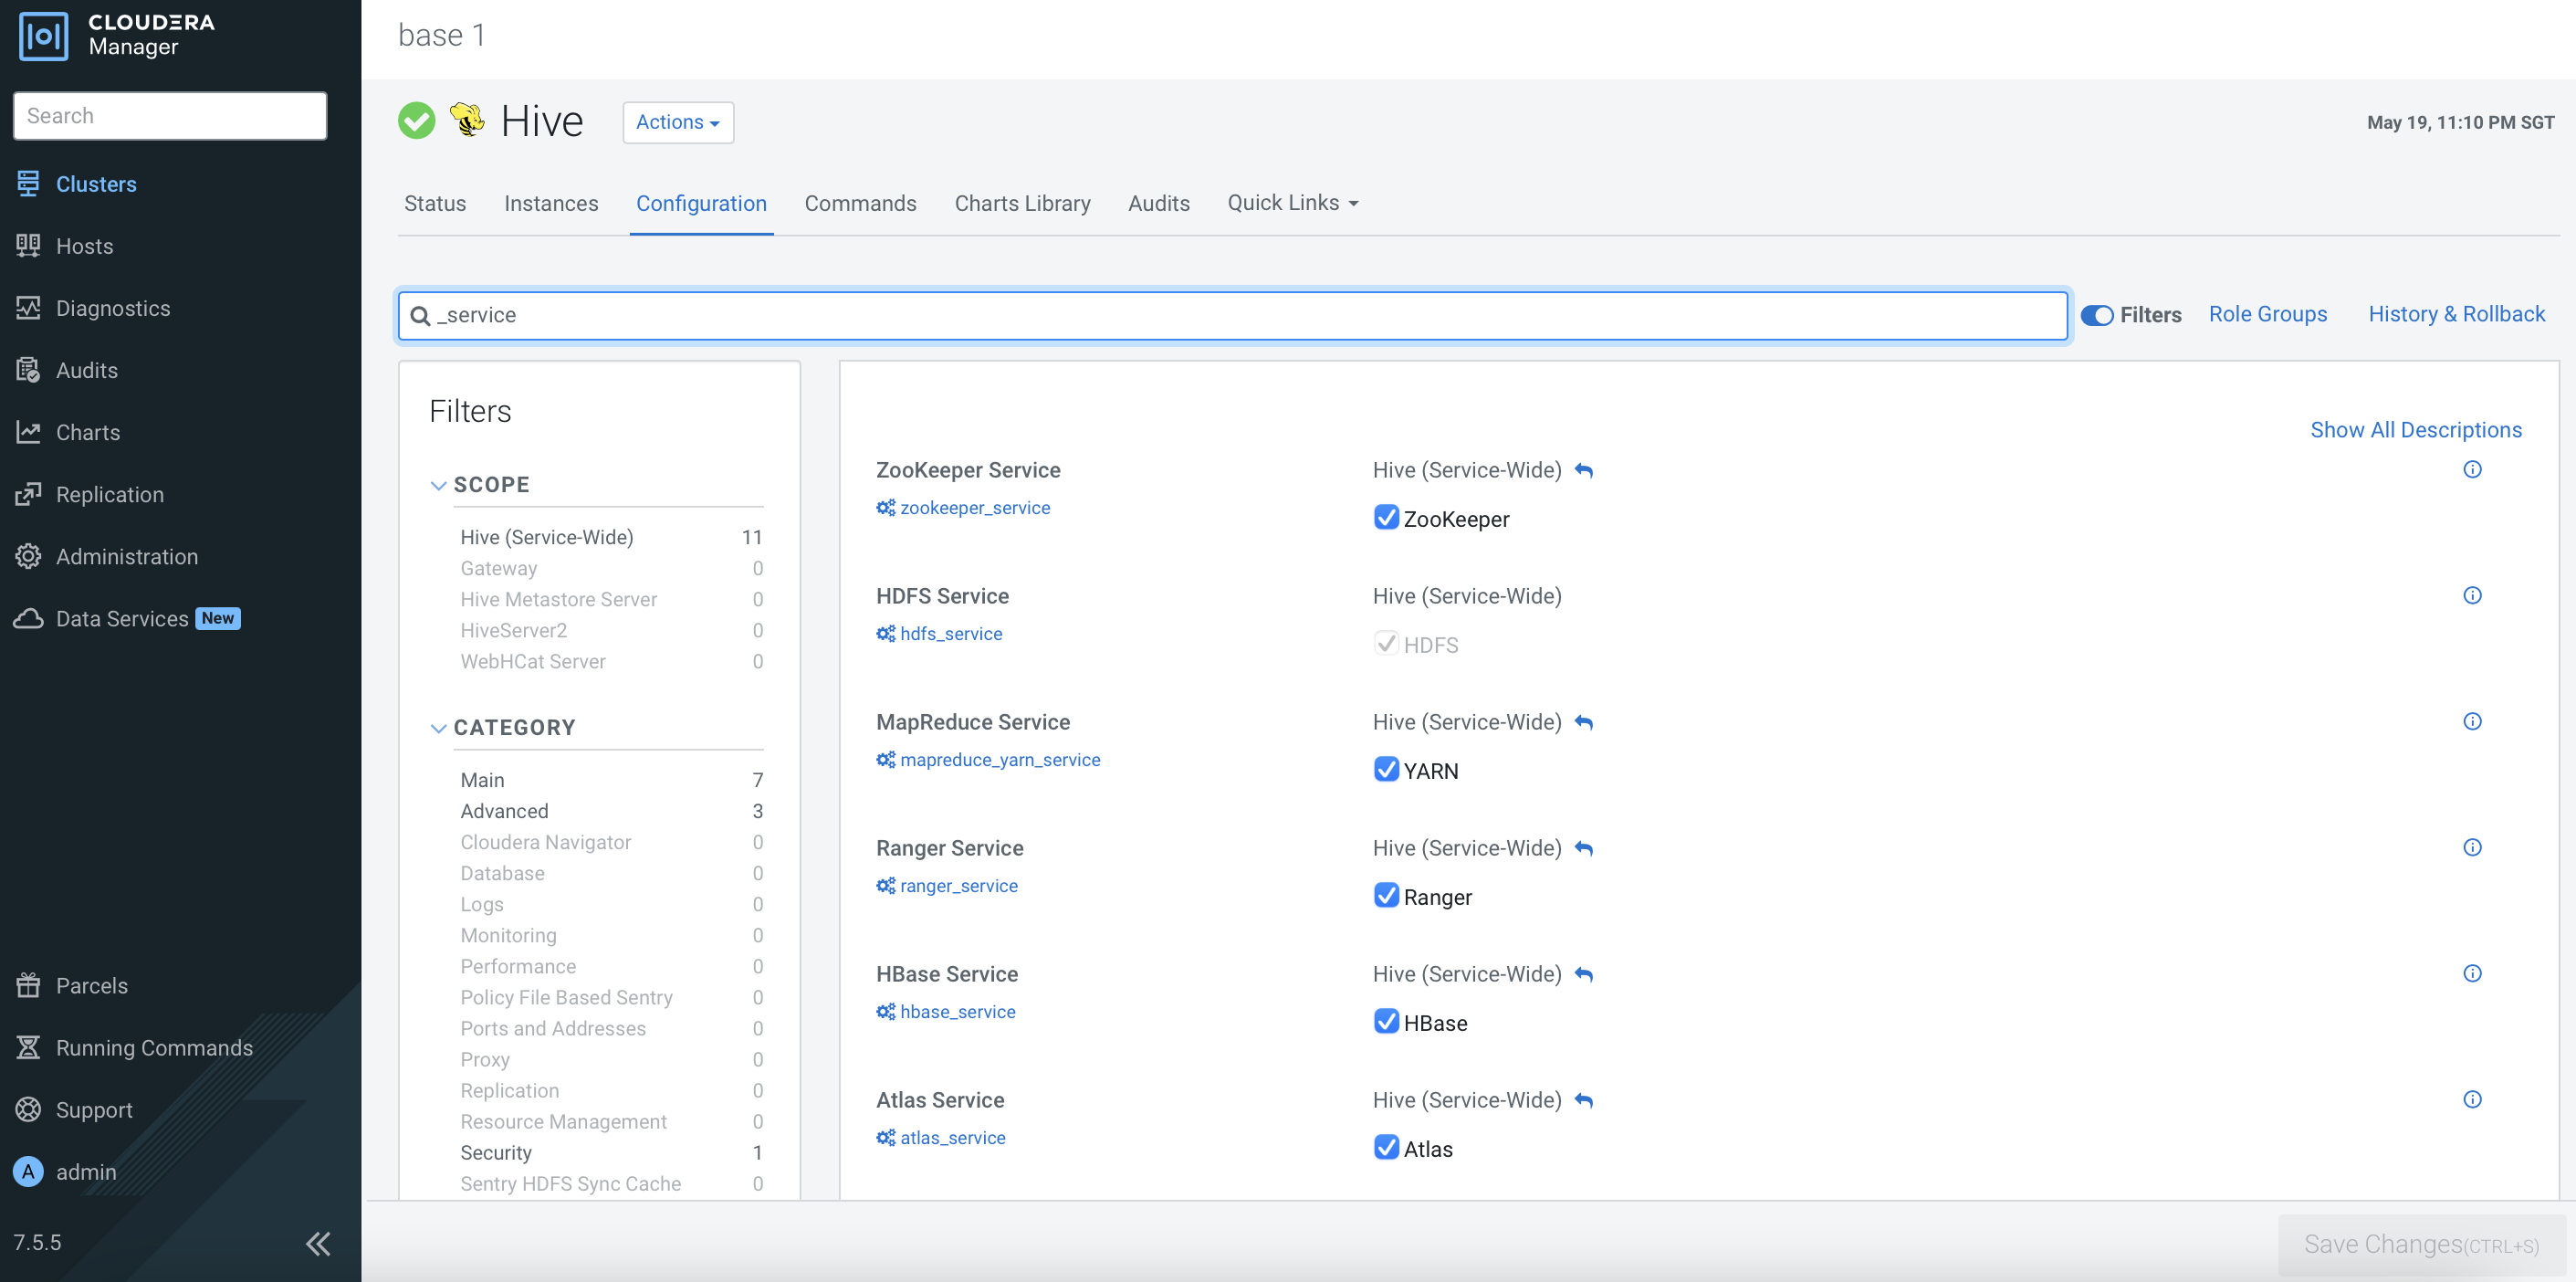 CLOUDERA
Manager
Search
Clusters
Hosts
Diagnostics
Audits
Charts
Replication
Administration
Data Services New
Parcels
Running Commands
Support
A admin
7.5.5
base 1
Hive Actions
May 19, 11:10 PM SGT
Status Instances Configuration Commands Charts Library Audits Quick Links
_service
Filters Role Groups History & Rollback
Filters
SCOPE
Hive (Service-Wide) 11
Gateway 0
Hive Metastore Server 0
HiveServer2 0
WebHCat Server 0
CATEGORY
Main 7
Advanced 3
Cloudera Navigator 0
Database 0
Logs 0
Monitoring 0
Performance 0
Policy File Based Sentry 0
Ports and Addresses 0
Proxy 0
Replication 0
Resource Management 0
Security 1
Sentry HDFS Sync Cache 0
Show All Descriptions
ZooKeeper Service Hive (Service-Wide)
zookeeper_service
ZooKeeper
HDFS Service Hive (Service-Wide)
hdfs_service
HDFS
MapReduce Service Hive (Service-Wide)
mapreduce_yarn_service
YARN
Ranger Service Hive (Service-Wide)
ranger_service
Ranger
HBase Service Hive (Service-Wide)
hbase_service
HBase
Atlas Service Hive (Service-Wide)
atlas_service
Atlas
Save Changes(CTRL+S)